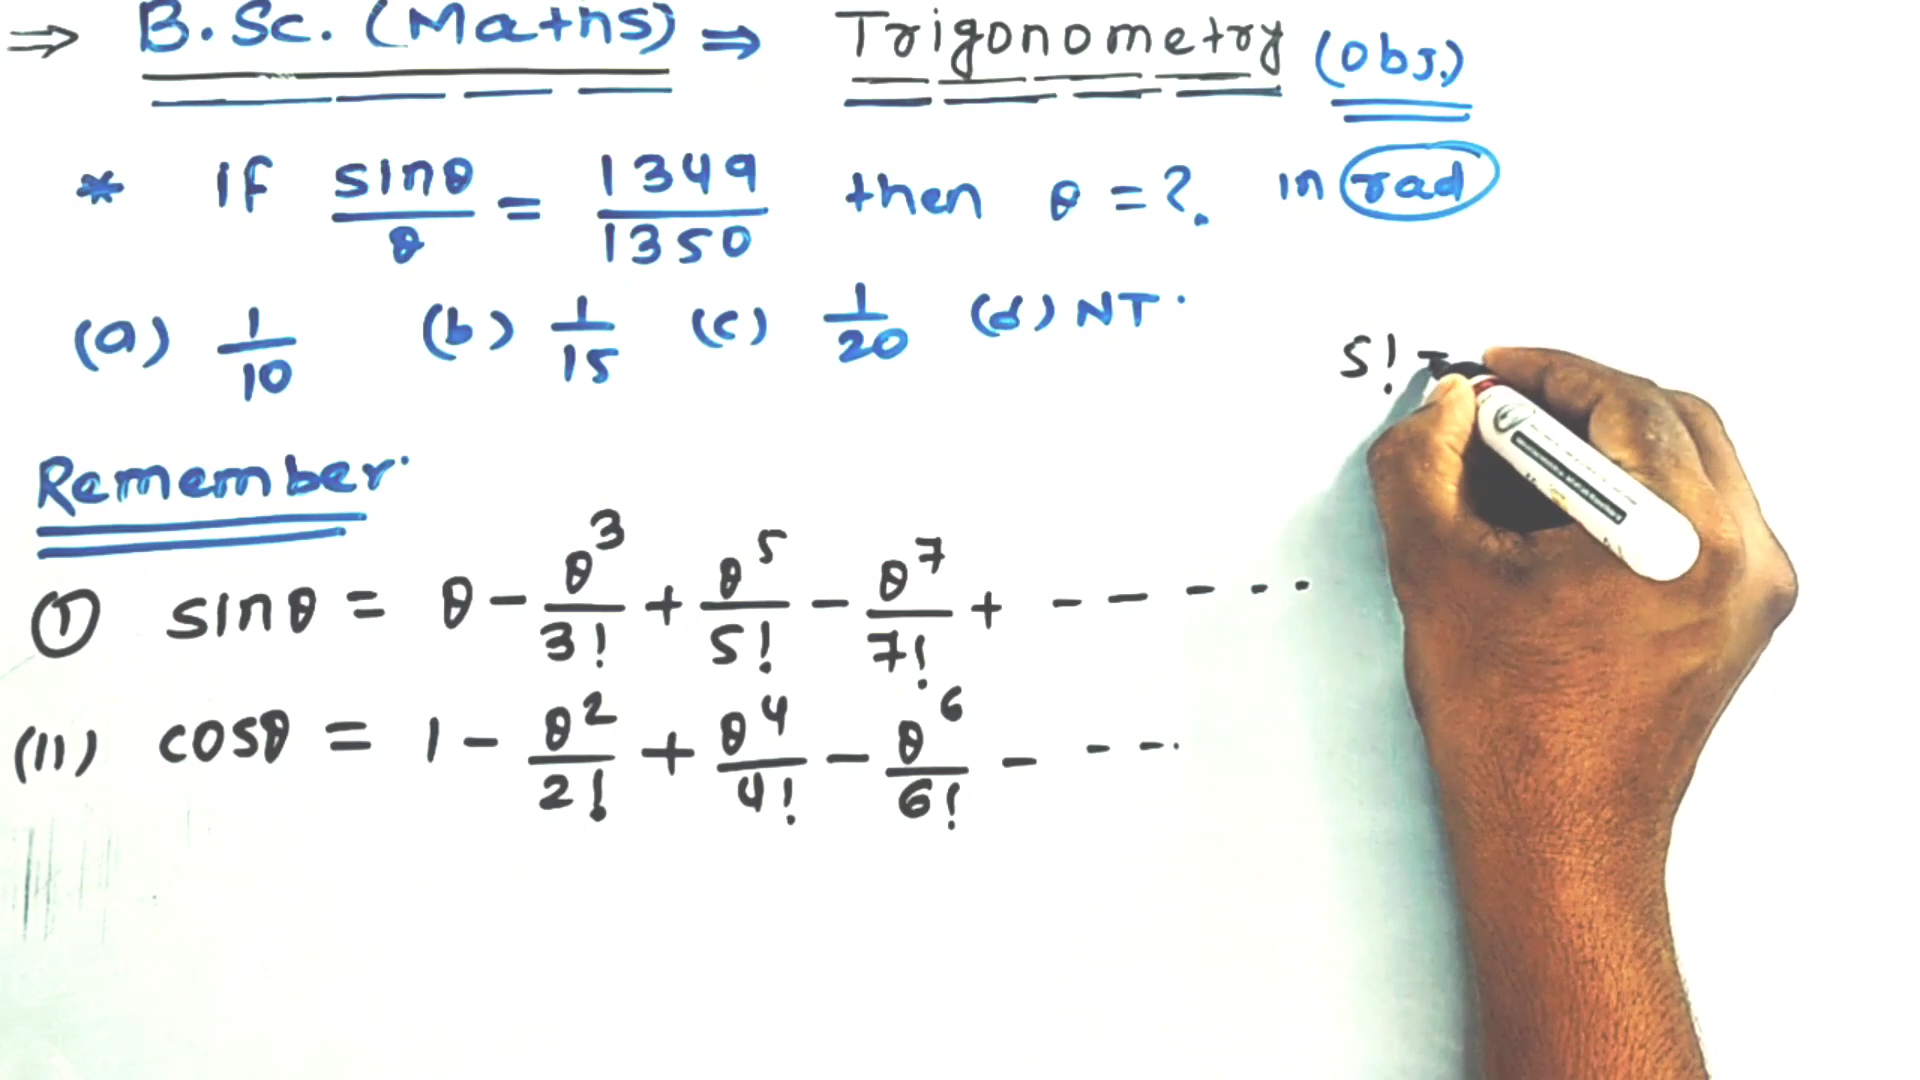 ⇒ B.Sc. (Maths) ⇒ Trigonometry (obj.)
* If sinθ/θ = 1349/1350 then θ = ?. in rad
(a) 1/10 (b) 1/15 (c) 1/20 (d) NT.
5! =
Remember.
① sinθ = θ - θ³/3! + θ⁵/5! - θ⁷/7! + - - - - -
(II) cosθ = 1 - θ²/2! + θ⁴/4! - θ⁶/6! - - - -